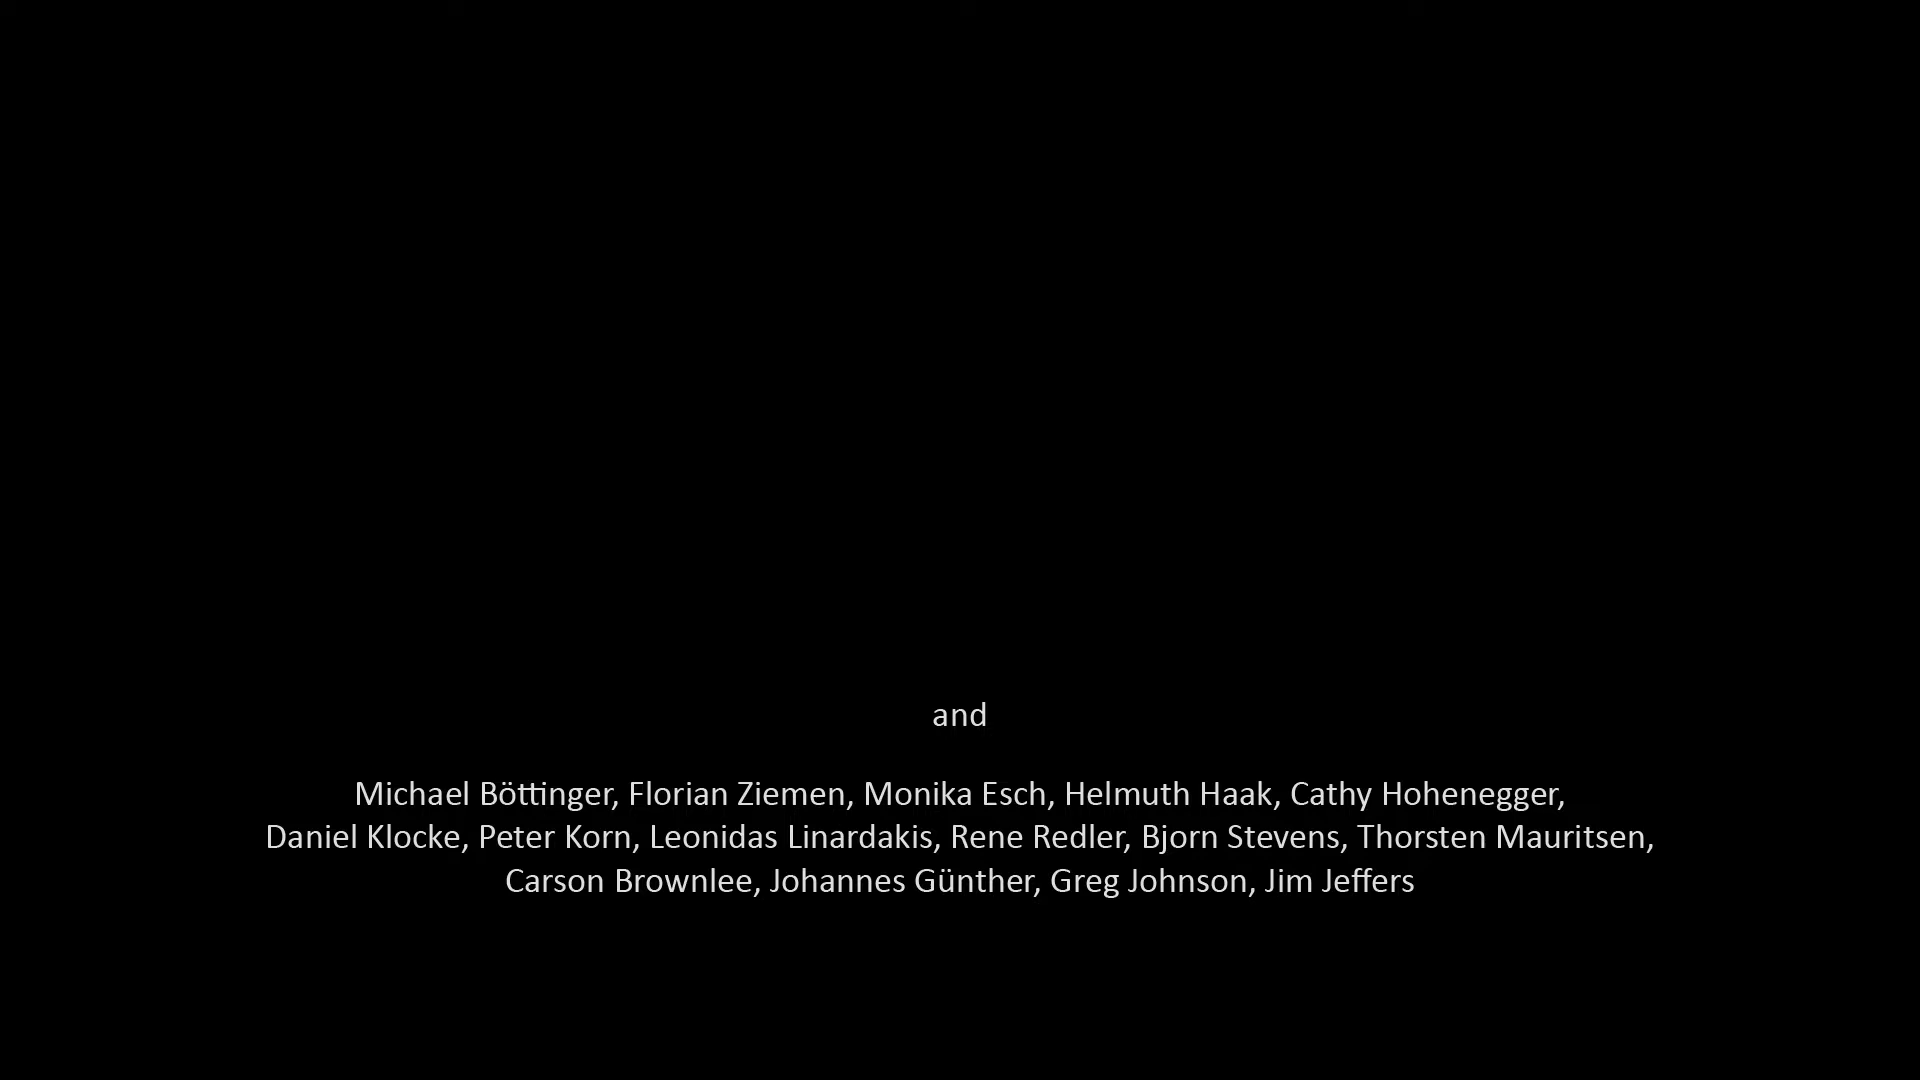 and
Michael Böttinger, Florian Ziemen, Monika Esch, Helmuth Haak, Cathy Hohenegger,
Daniel Klocke, Peter Korn, Leonidas Linardakis, Rene Redler, Bjorn Stevens, Thorsten Mauritsen,
Carson Brownlee, Johannes Günther, Greg Johnson, Jim Jeffers